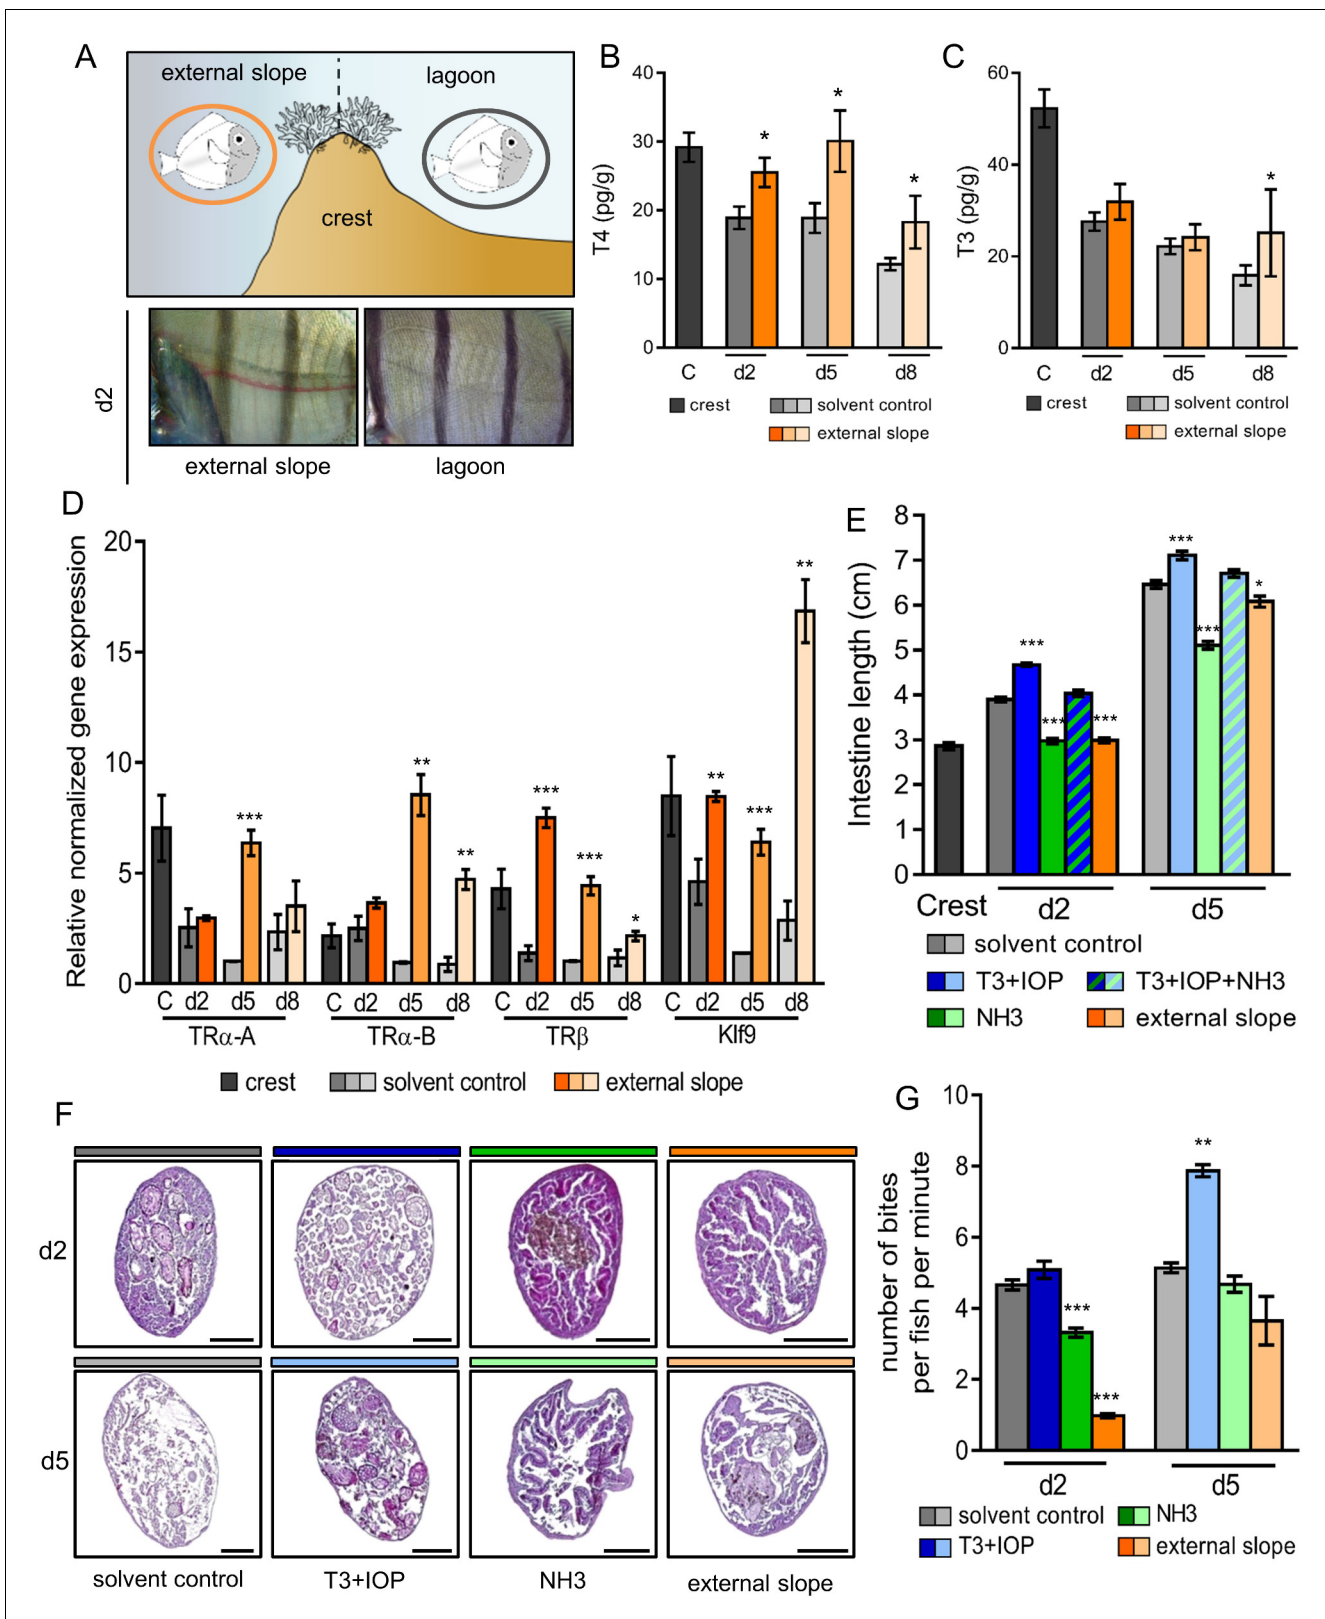 A
external slope
lagoon
crest
d2
external slope
lagoon
B
T4 (pg/g)
40
30
20
10
0
*
*
*
C
d2
d5
d8
crest
solvent control
external slope
C
T3 (pg/g)
60
40
20
0
*
C
d2
d5
d8
crest
solvent control
external slope
D
Relative normalized gene expression
20
15
10
5
0
***
**
**
***
***
*
**
***
**
C d2 d5 d8 C d2 d5 d8 C d2 d5 d8 C d2 d5 d8
TRα-A
TRα-B
TRβ
Klf9
crest
solvent control
external slope
E
Intestine length (cm)
8
7
6
5
4
3
2
1
0
***
***
***
***
***
*
Crest
d2
d5
solvent control
T3+IOP
T3+IOP+NH3
NH3
external slope
F
d2
d5
solvent control
T3+IOP
NH3
external slope
G
number of bites
per fish per minute
10
8
6
4
2
0
***
***
**
d2
d5
solvent control
NH3
T3+IOP
external slope